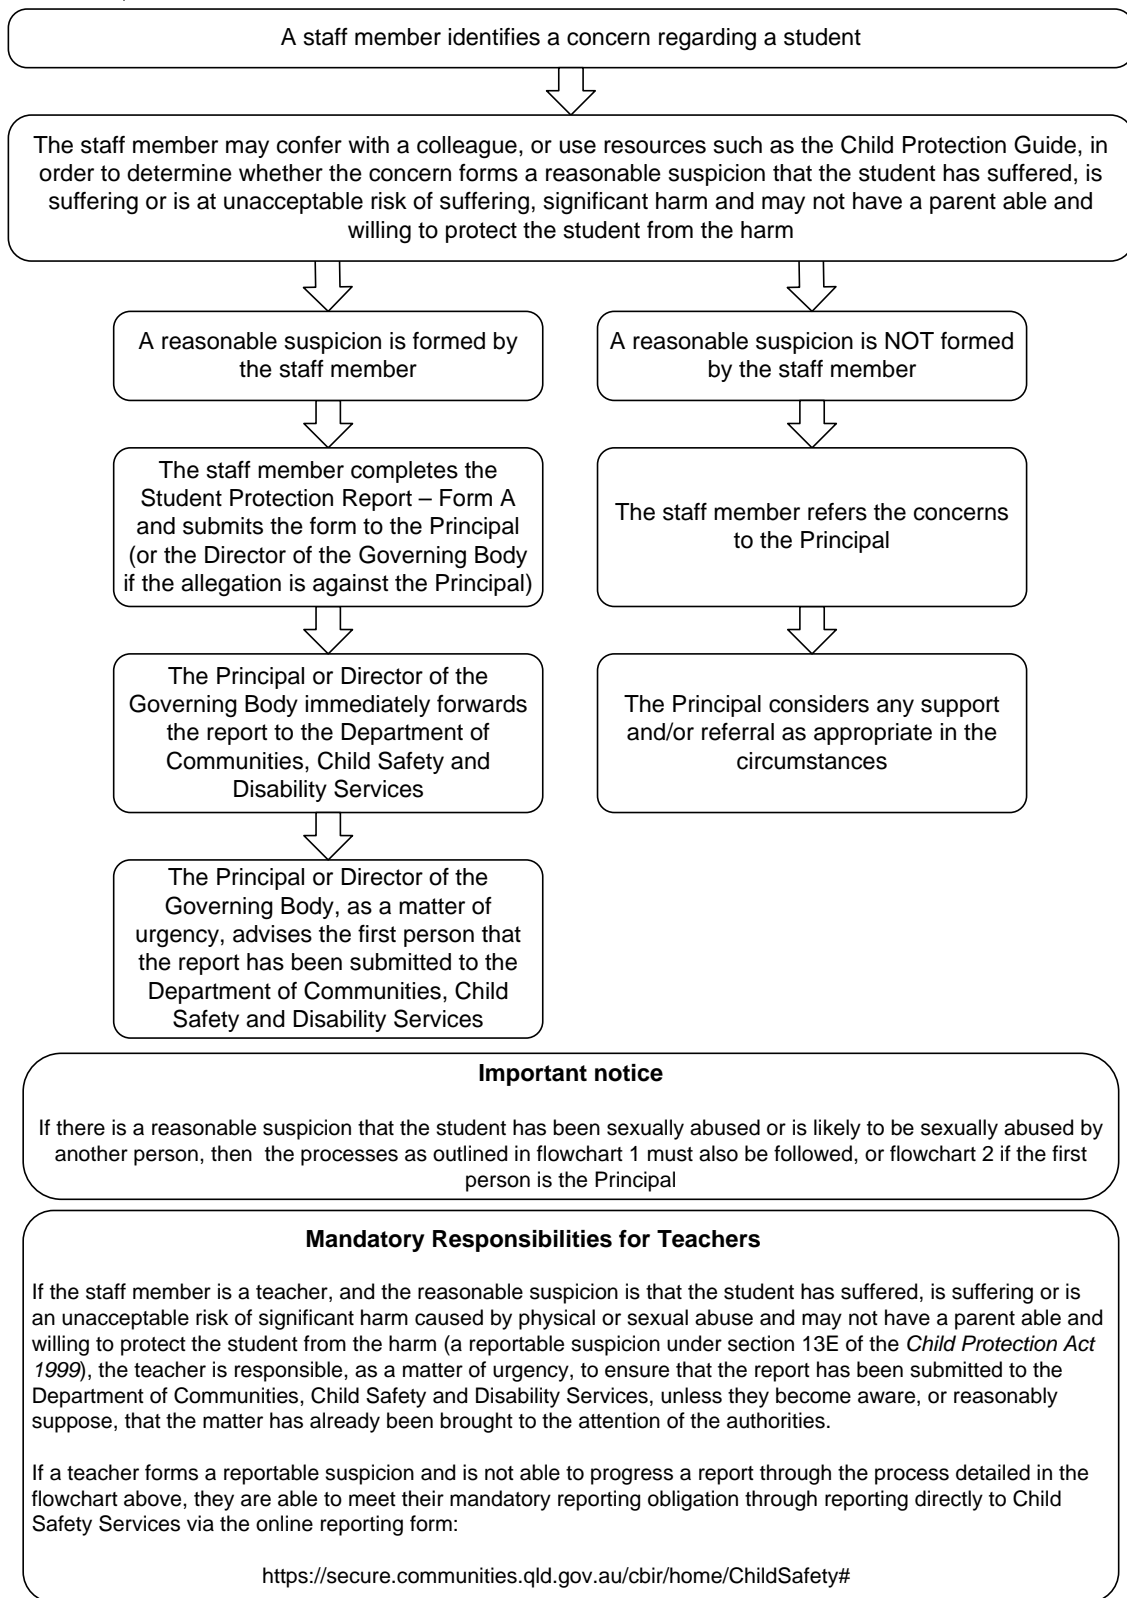 A staff member identifies a concern regarding a student
The staff member may confer with a colleague, or use resources such as the Child Protection Guide, in
order to determine whether the concern forms a reasonable suspicion that the student has suffered, is
suffering or is at unacceptable risk of suffering, significant harm and may not have a parent able and
willing to protect the student from the harm
A reasonable suspicion is formed by
the staff member
The staff member completes the
Student Protection Report – Form A
and submits the form to the Principal
(or the Director of the Governing Body
if the allegation is against the Principal)
The Principal or Director of the
Governing Body immediately forwards
the report to the Department of
Communities, Child Safety and
Disability Services
The Principal or Director of the
Governing Body, as a matter of
urgency, advises the first person that
the report has been submitted to the
Department of Communities, Child
Safety and Disability Services
A reasonable suspicion is NOT formed
by the staff member
The staff member refers the concerns
to the Principal
The Principal considers any support
and/or referral as appropriate in the
circumstances
Important notice
If there is a reasonable suspicion that the student has been sexually abused or is likely to be sexually abused by
another person, then  the processes as outlined in flowchart 1 must also be followed, or flowchart 2 if the first
person is the Principal
Mandatory Responsibilities for Teachers
If the staff member is a teacher, and the reasonable suspicion is that the student has suffered, is suffering or is
an unacceptable risk of significant harm caused by physical or sexual abuse and may not have a parent able and
willing to protect the student from the harm (a reportable suspicion under section 13E of the Child Protection Act
1999), the teacher is responsible, as a matter of urgency, to ensure that the report has been submitted to the
Department of Communities, Child Safety and Disability Services, unless they become aware, or reasonably
suppose, that the matter has already been brought to the attention of the authorities.
If a teacher forms a reportable suspicion and is not able to progress a report through the process detailed in the
flowchart above, they are able to meet their mandatory reporting obligation through reporting directly to Child
Safety Services via the online reporting form:
https://secure.communities.qld.gov.au/cbir/home/ChildSafety#